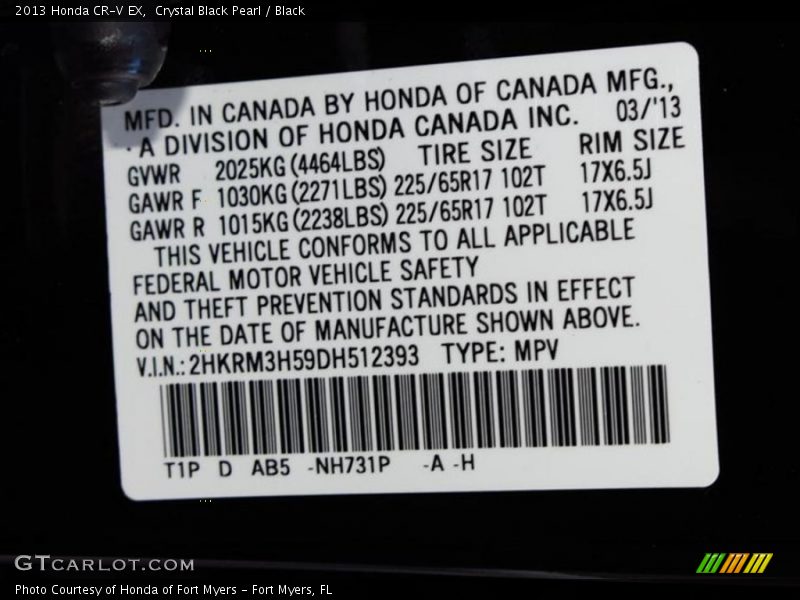 2013 Honda CR-V EX,  Crystal Black Pearl / Black
MFD. IN CANADA BY HONDA OF CANADA MFG.,
A DIVISION OF HONDA CANADA INC. 03/'13
GVWR 2025KG(4464LBS) TIRE SIZE RIM SIZE
GAWR F 1030KG(2271LBS) 225/65R17 102T 17X6.5J
GAWR R 1015KG(2238LBS) 225/65R17 102T 17X6.5J
THIS VEHICLE CONFORMS TO ALL APPLICABLE
FEDERAL MOTOR VEHICLE SAFETY
AND THEFT PREVENTION STANDARDS IN EFFECT
ON THE DATE OF MANUFACTURE SHOWN ABOVE.
V.I.N.: 2HKRM3H59DH512393 TYPE: MPV
T1P D AB5 -NH731P -A -H
GTCARLOT.COM
Photo Courtesy of Honda of Fort Myers - Fort Myers, FL